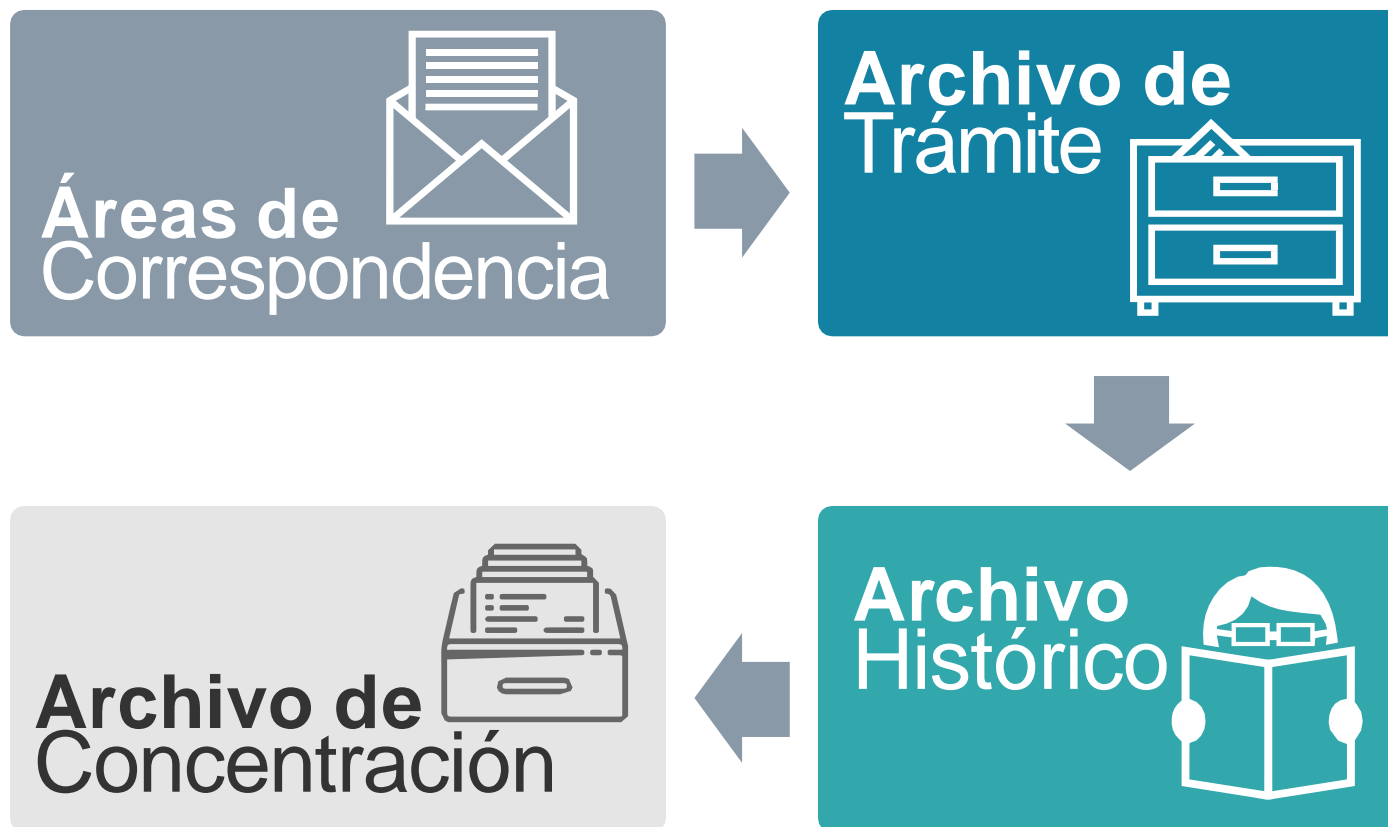 Áreas de
Correspondencia
Archivo de
Trámite
Archivo
Histórico
Archivo de
Concentración